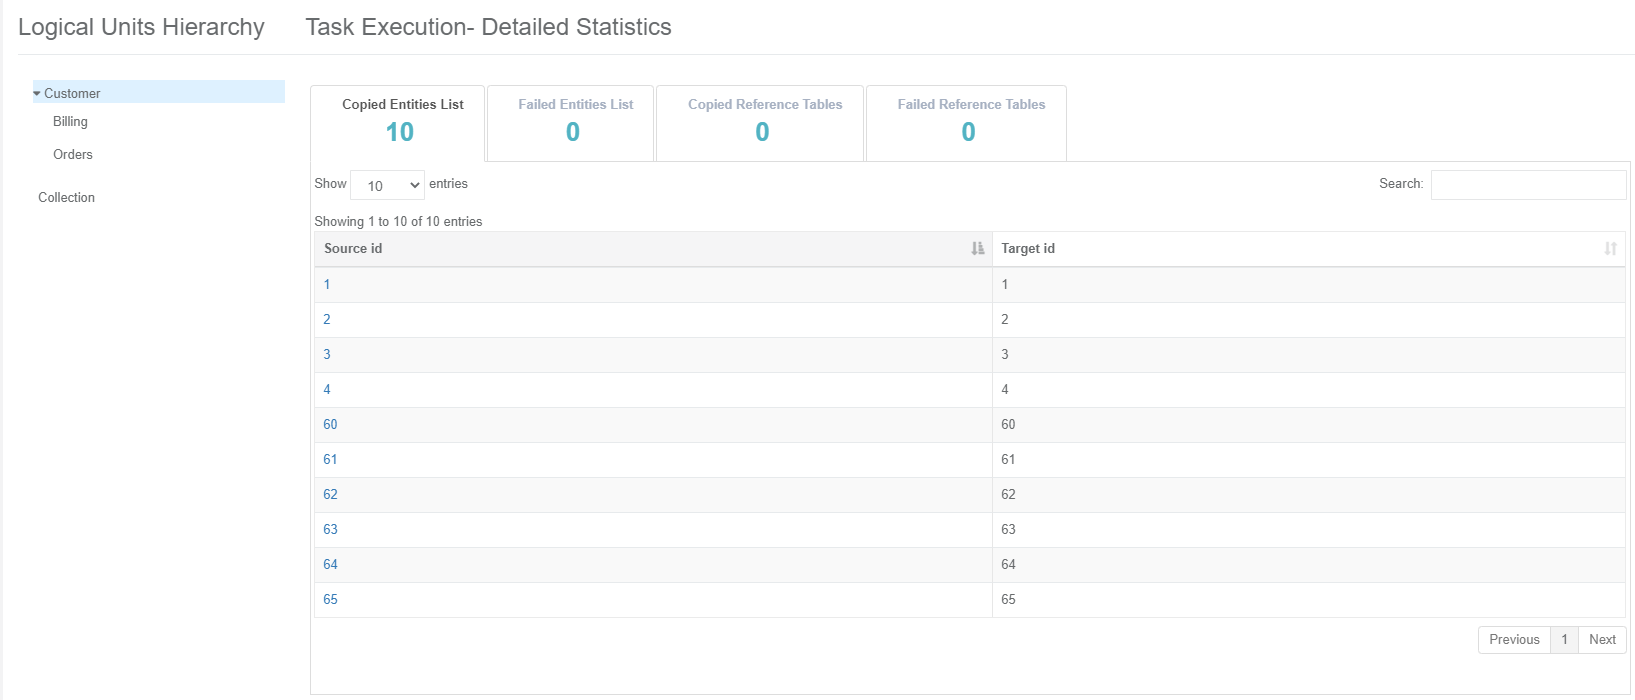 Logical Units Hierarchy
Task Execution- Detailed Statistics
Customer
Billing
Orders
Collection
Copied Entities List
10
Failed Entities List
0
Copied Reference Tables
0
Failed Reference Tables
0
Show 10 entries
Search:
Showing 1 to 10 of 10 entries
Source id Target id
1 1
2 2
3 3
4 4
60 60
61 61
62 62
63 63
64 64
65 65
Previous 1 Next